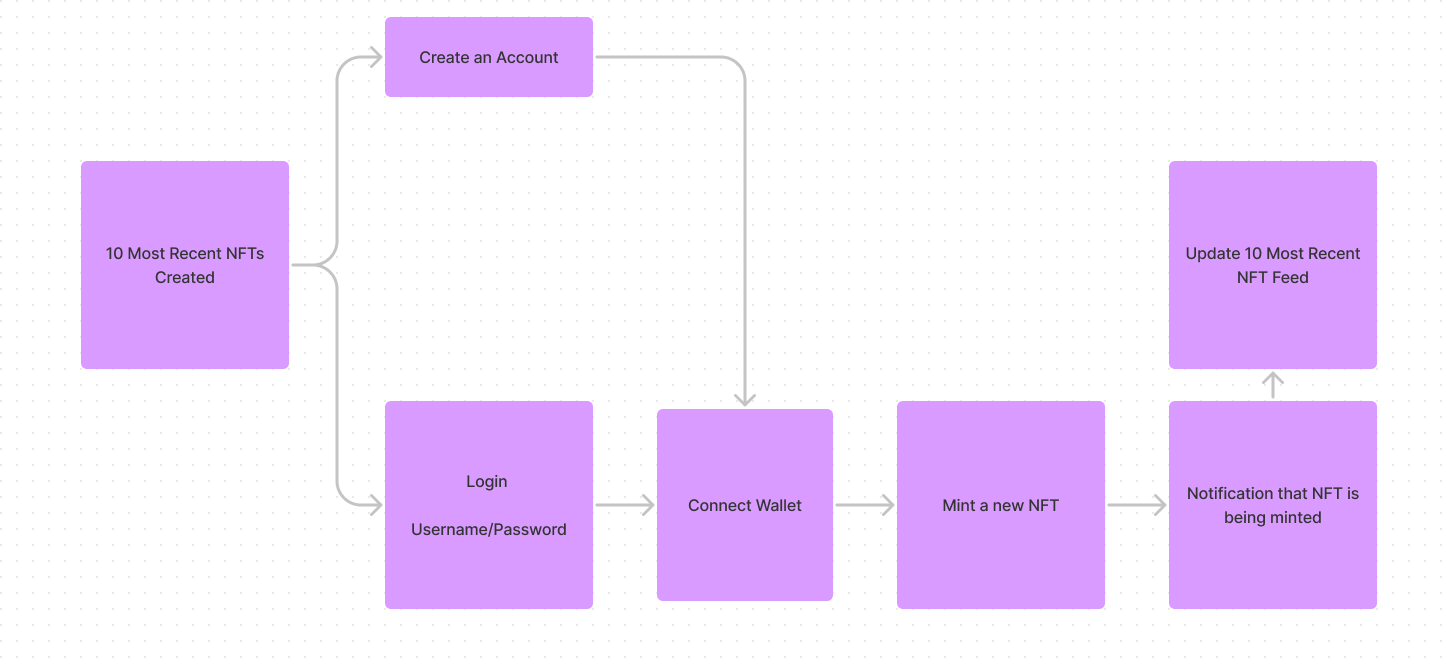 Create an Account
10 Most Recent NFTs
Created
Update 10 Most Recent
NFT Feed
Login
Username/Password
Connect Wallet
Mint a new NFT
Notification that NFT is
being minted